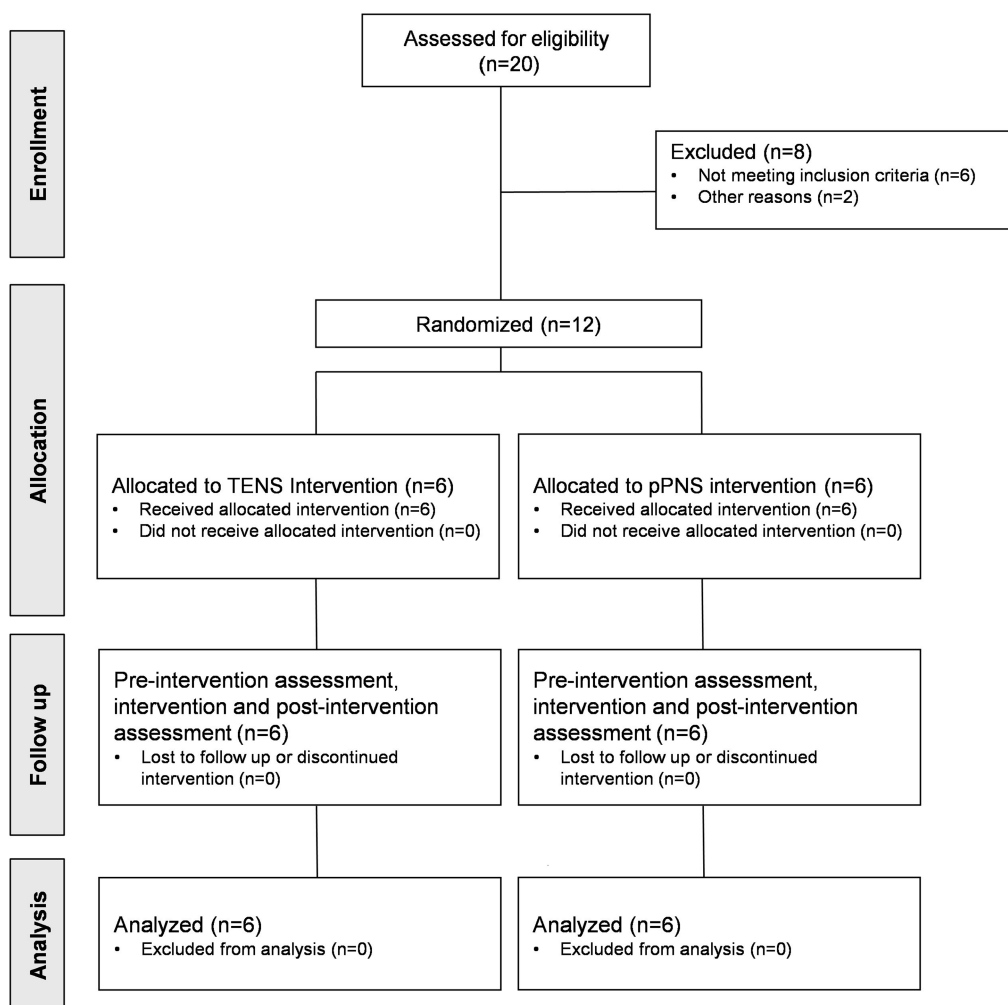 Enrollment
Assessed for eligibility
(n=20)
Excluded (n=8)
• Not meeting inclusion criteria (n=6)
• Other reasons (n=2)
Allocation
Randomized (n=12)
Allocated to TENS Intervention (n=6)
• Received allocated intervention (n=6)
• Did not receive allocated intervention (n=0)
Allocated to pPNS intervention (n=6)
• Received allocated intervention (n=6)
• Did not receive allocated intervention (n=0)
Follow up
Pre-intervention assessment,
intervention and post-intervention
assessment (n=6)
• Lost to follow up or discontinued
intervention (n=0)
Pre-intervention assessment,
intervention and post-intervention
assessment (n=6)
• Lost to follow up or discontinued
intervention (n=0)
Analysis
Analyzed (n=6)
• Excluded from analysis (n=0)
Analyzed (n=6)
• Excluded from analysis (n=0)